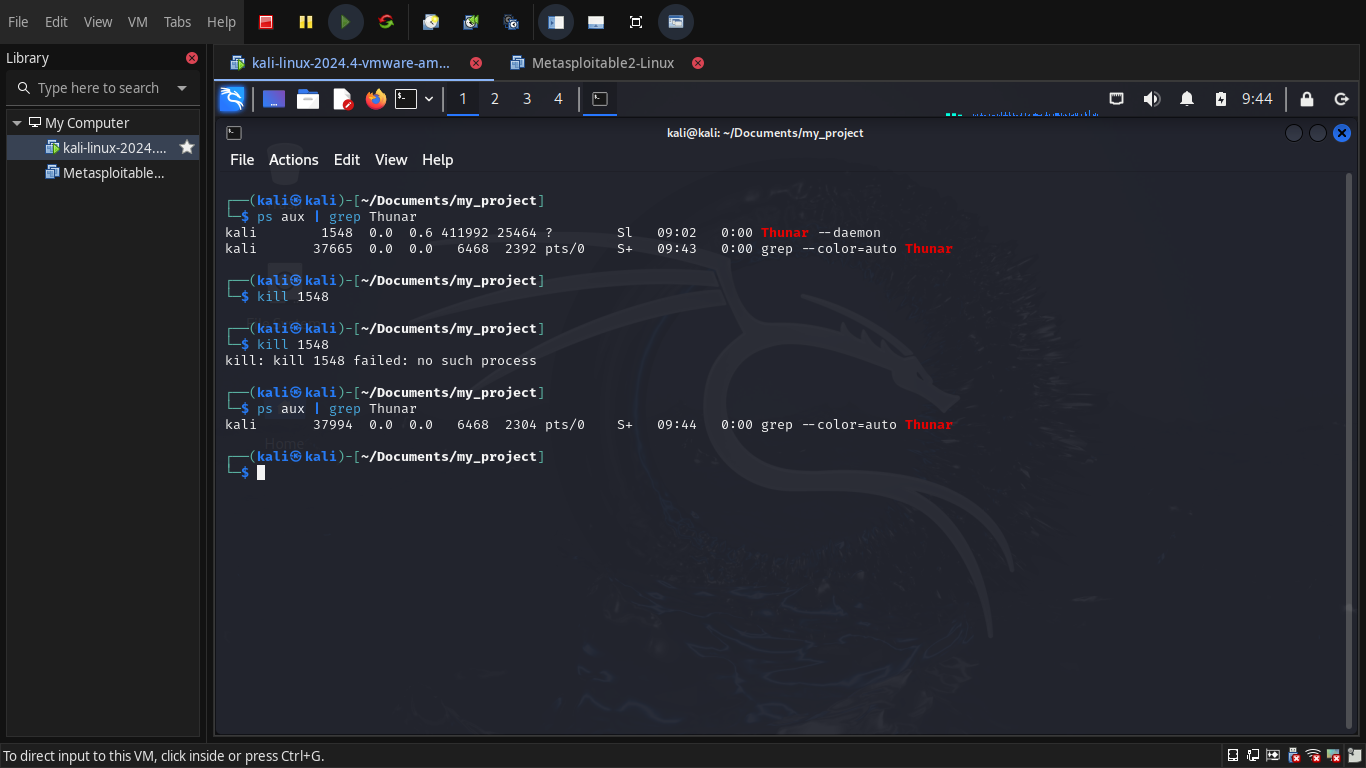 File Edit View VM Tabs Help
Library
Type here to search
My Computer
kali-linux-2024....
Metasploitable...
kali-linux-2024.4-vmware-am...
Metasploitable2-Linux
1 2 3 4
9:44
kali@kali: ~/Documents/my_project
File Actions Edit View Help
┌──(kali㉿kali)-[~/Documents/my_project]
└─$ ps aux | grep Thunar
kali 1548 0.0 0.6 411992 25464 ? Sl 09:02 0:00 Thunar --daemon
kali 37665 0.0 0.0 6468 2392 pts/0 S+ 09:43 0:00 grep --color=auto Thunar
┌──(kali㉿kali)-[~/Documents/my_project]
└─$ kill 1548
┌──(kali㉿kali)-[~/Documents/my_project]
└─$ kill 1548
kill: kill 1548 failed: no such process
┌──(kali㉿kali)-[~/Documents/my_project]
└─$ ps aux | grep Thunar
kali 37994 0.0 0.0 6468 2304 pts/0 S+ 09:44 0:00 grep --color=auto Thunar
Home
┌──(kali㉿kali)-[~/Documents/my_project]
└─$
To direct input to this VM, click inside or press Ctrl+G.